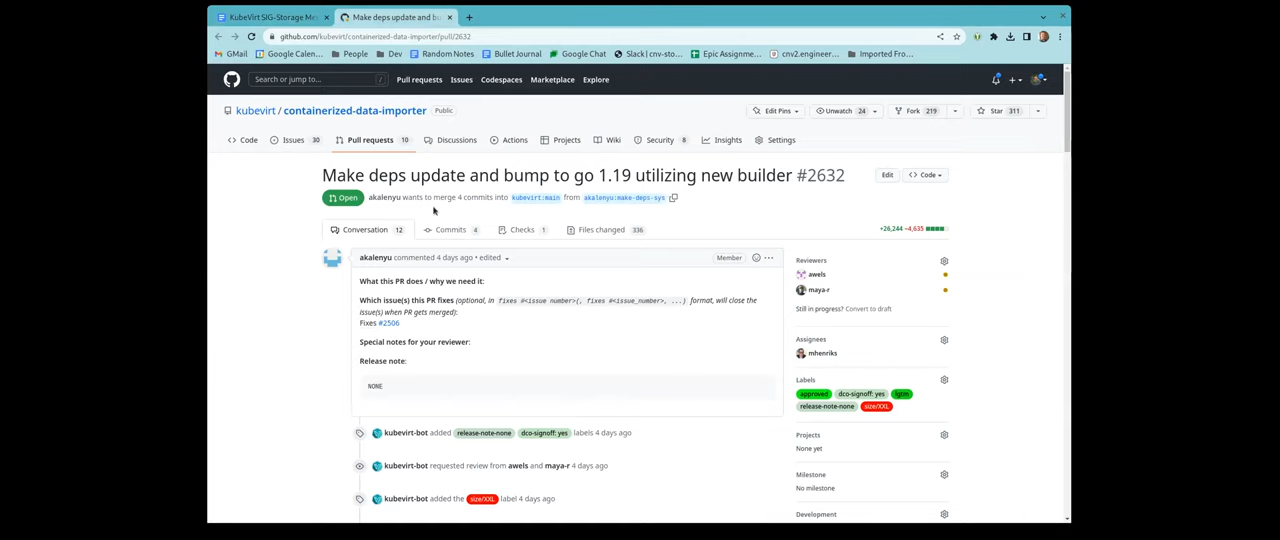 KubeVirt SIG-Storage Me
Make deps update and bu
github.com/kubevirt/containerized-data-importer/pull/2632
GMail
Google Calen...
People
Dev
Random Notes
Bullet Journal
Google Chat
Slack | cnv-sto...
Epic Assignme...
cnv2.engineer...
Imported Fro...
Search or jump to...
/
Pull requests
Issues
Codespaces
Marketplace
Explore
kubevirt / containerized-data-importer
Public
Edit Pins
Unwatch 24
Fork 219
Star 311
Code
Issues 30
Pull requests 10
Discussions
Actions
Projects
Wiki
Security 8
Insights
Settings
Make deps update and bump to go 1.19 utilizing new builder #2632
Edit
Code
Open
akalenyu wants to merge 4 commits into kubevirt:main from akalenyu:make-deps-sys
Conversation 12
Commits 4
Checks 1
Files changed 336
+26,244 −4,635
akalenyu commented 4 days ago • edited
Member
What this PR does / why we need it:
Which issue(s) this PR fixes (optional, in fixes #<issue number>(, fixes #<issue_number>, ...) format, will close the
issue(s) when PR gets merged):
Fixes #2506
Special notes for your reviewer:
Release note:
NONE
kubevirt-bot added release-note-none dco-signoff: yes labels 4 days ago
kubevirt-bot requested review from awels and maya-r 4 days ago
kubevirt-bot added the size/XXL label 4 days ago
Reviewers
awels
maya-r
Still in progress? Convert to draft
Assignees
mhenriks
Labels
approved
dco-signoff: yes
lgtm
release-note-none
size/XXL
Projects
None yet
Milestone
No milestone
Development